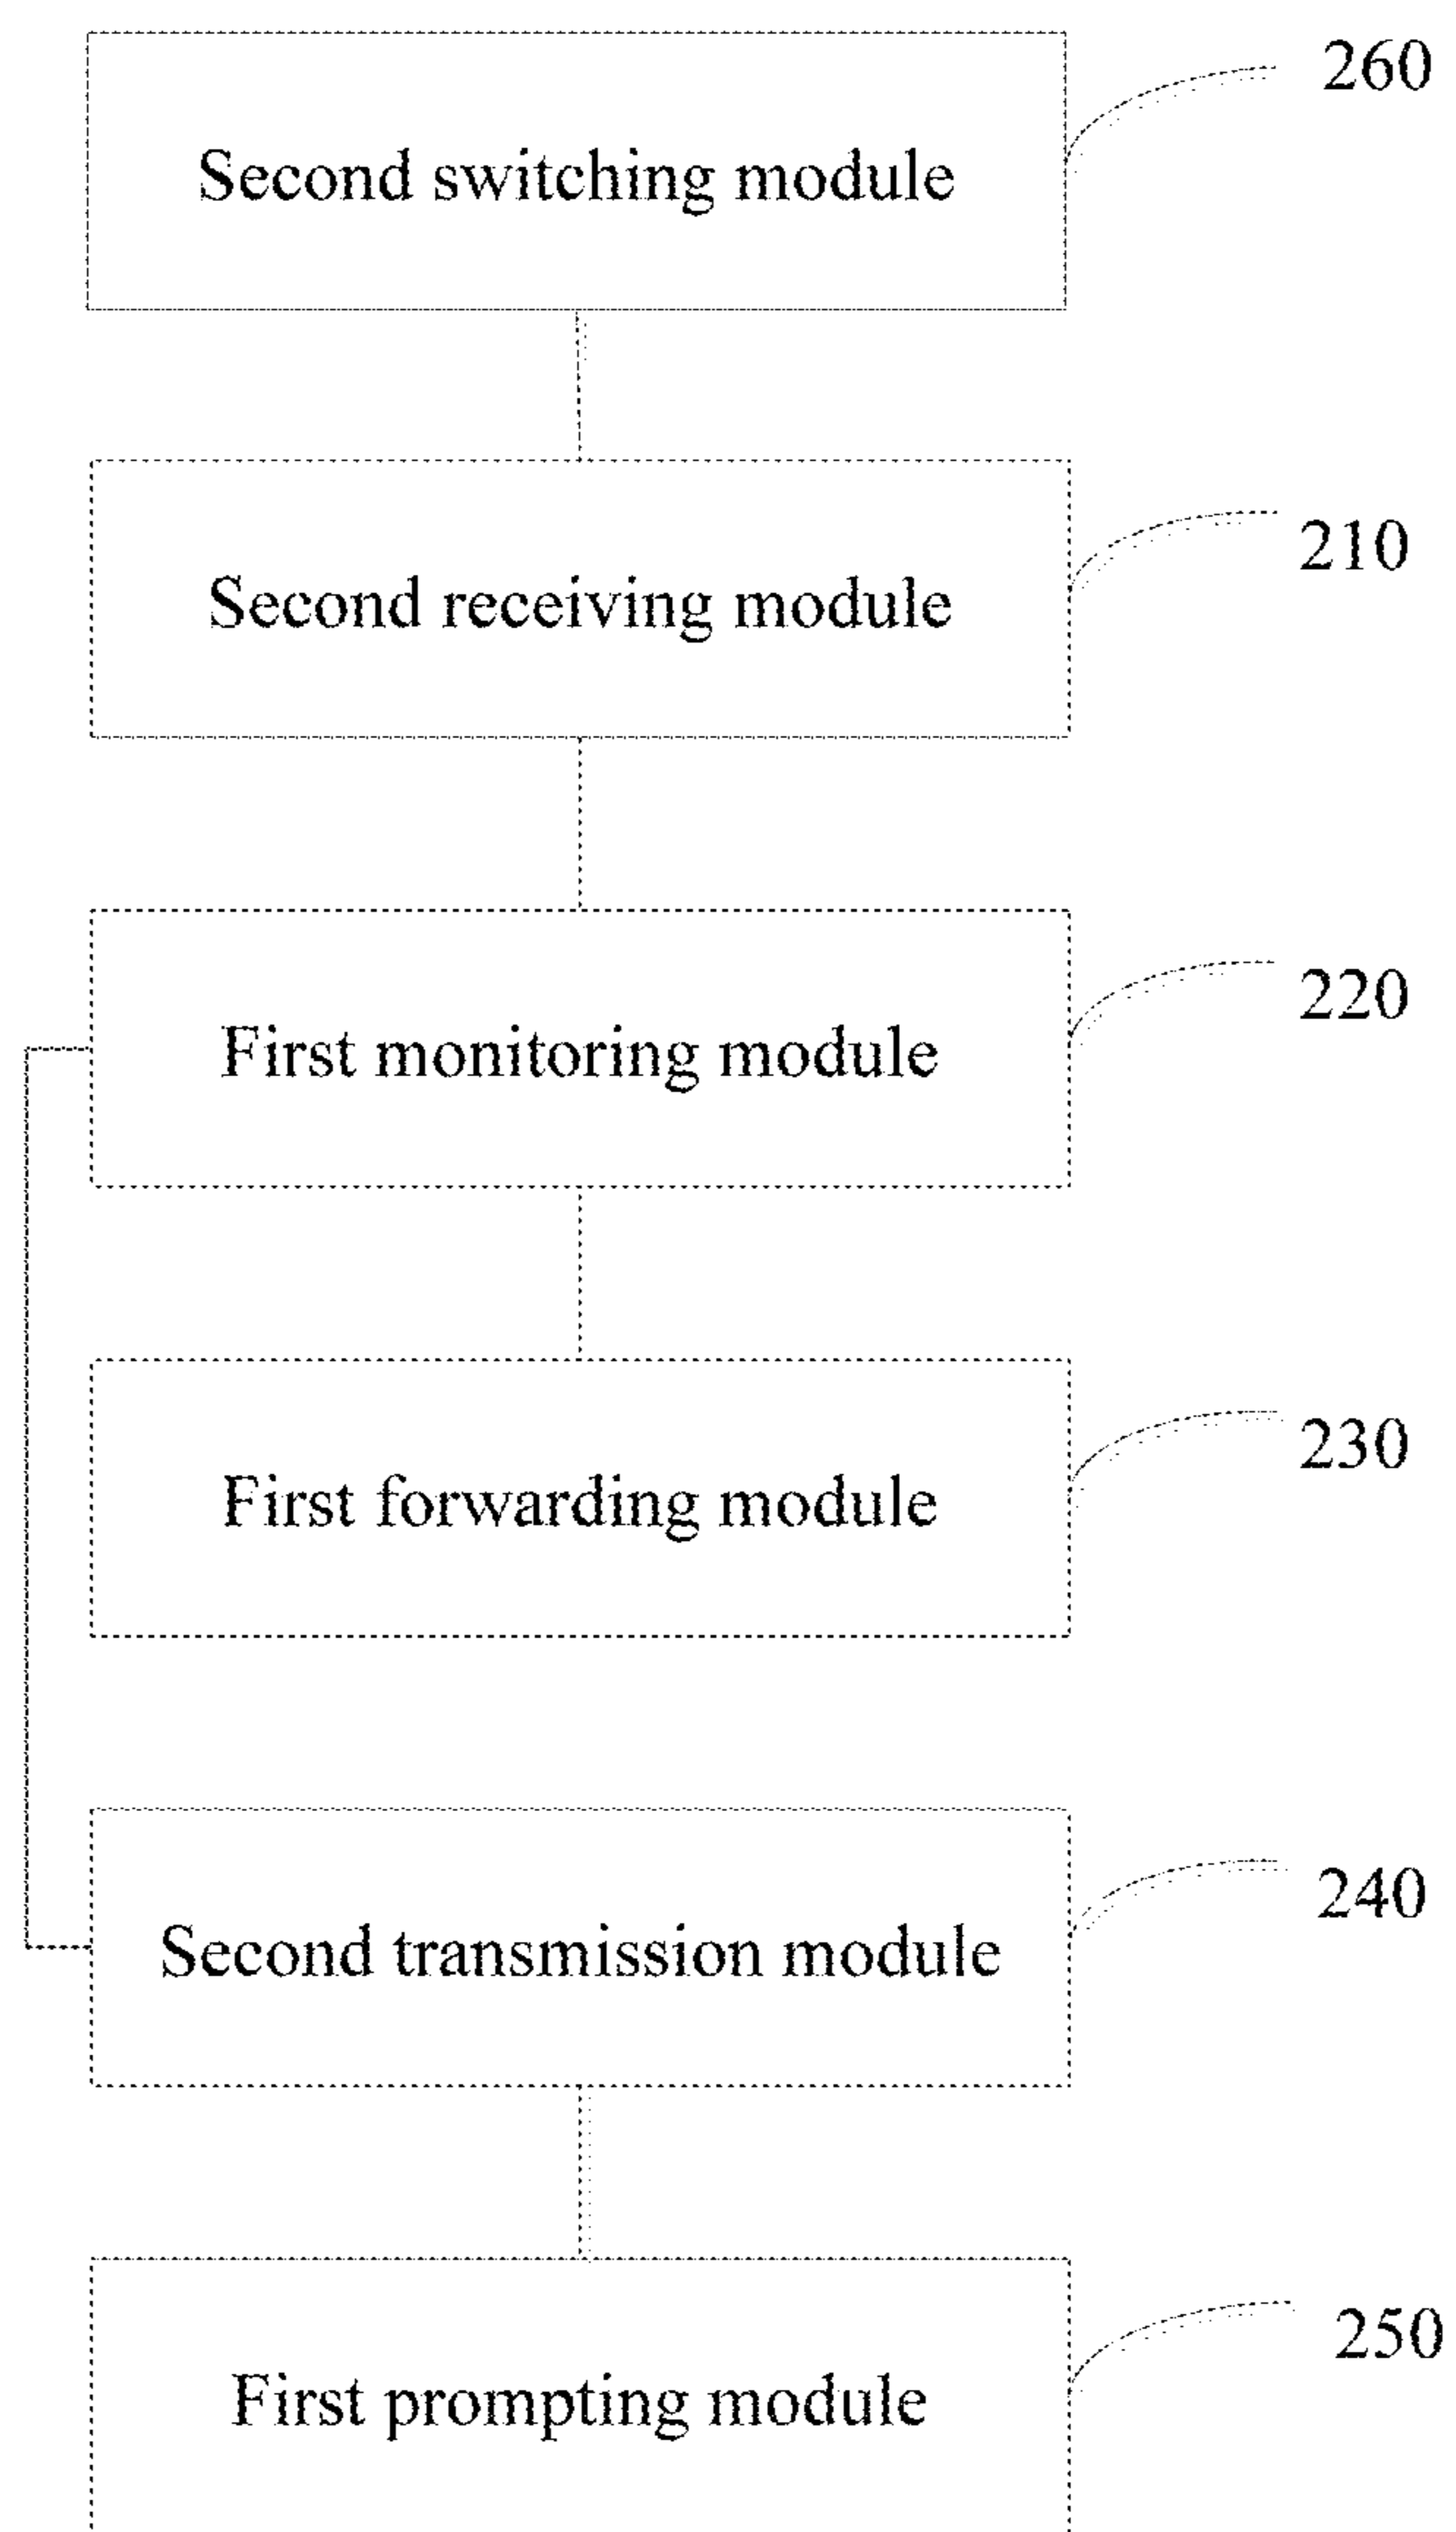 260
Second switching module
210
Second receiving module
220
First monitoring module
230
First forwarding module
240
Second transmission module
250
First prompting module